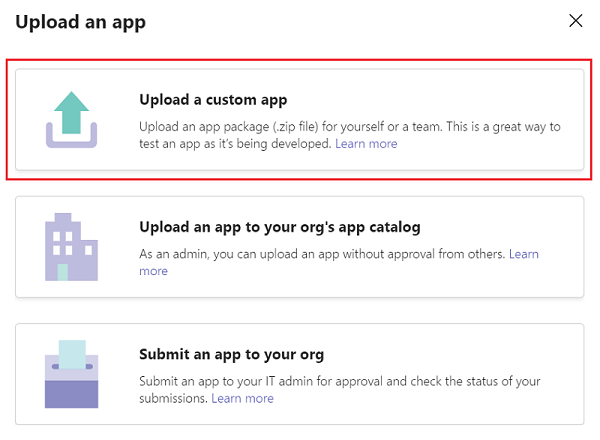 Upload an app
Upload a custom app
Upload an app package (.zip file) for yourself or a team. This is a great way to
test an app as it's being developed. Learn more
Upload an app to your org's app catalog
As an admin, you can upload an app without approval from others. Learn
more
Submit an app to your org
Submit an app to your IT admin for approval and check the status of your
submissions. Learn more